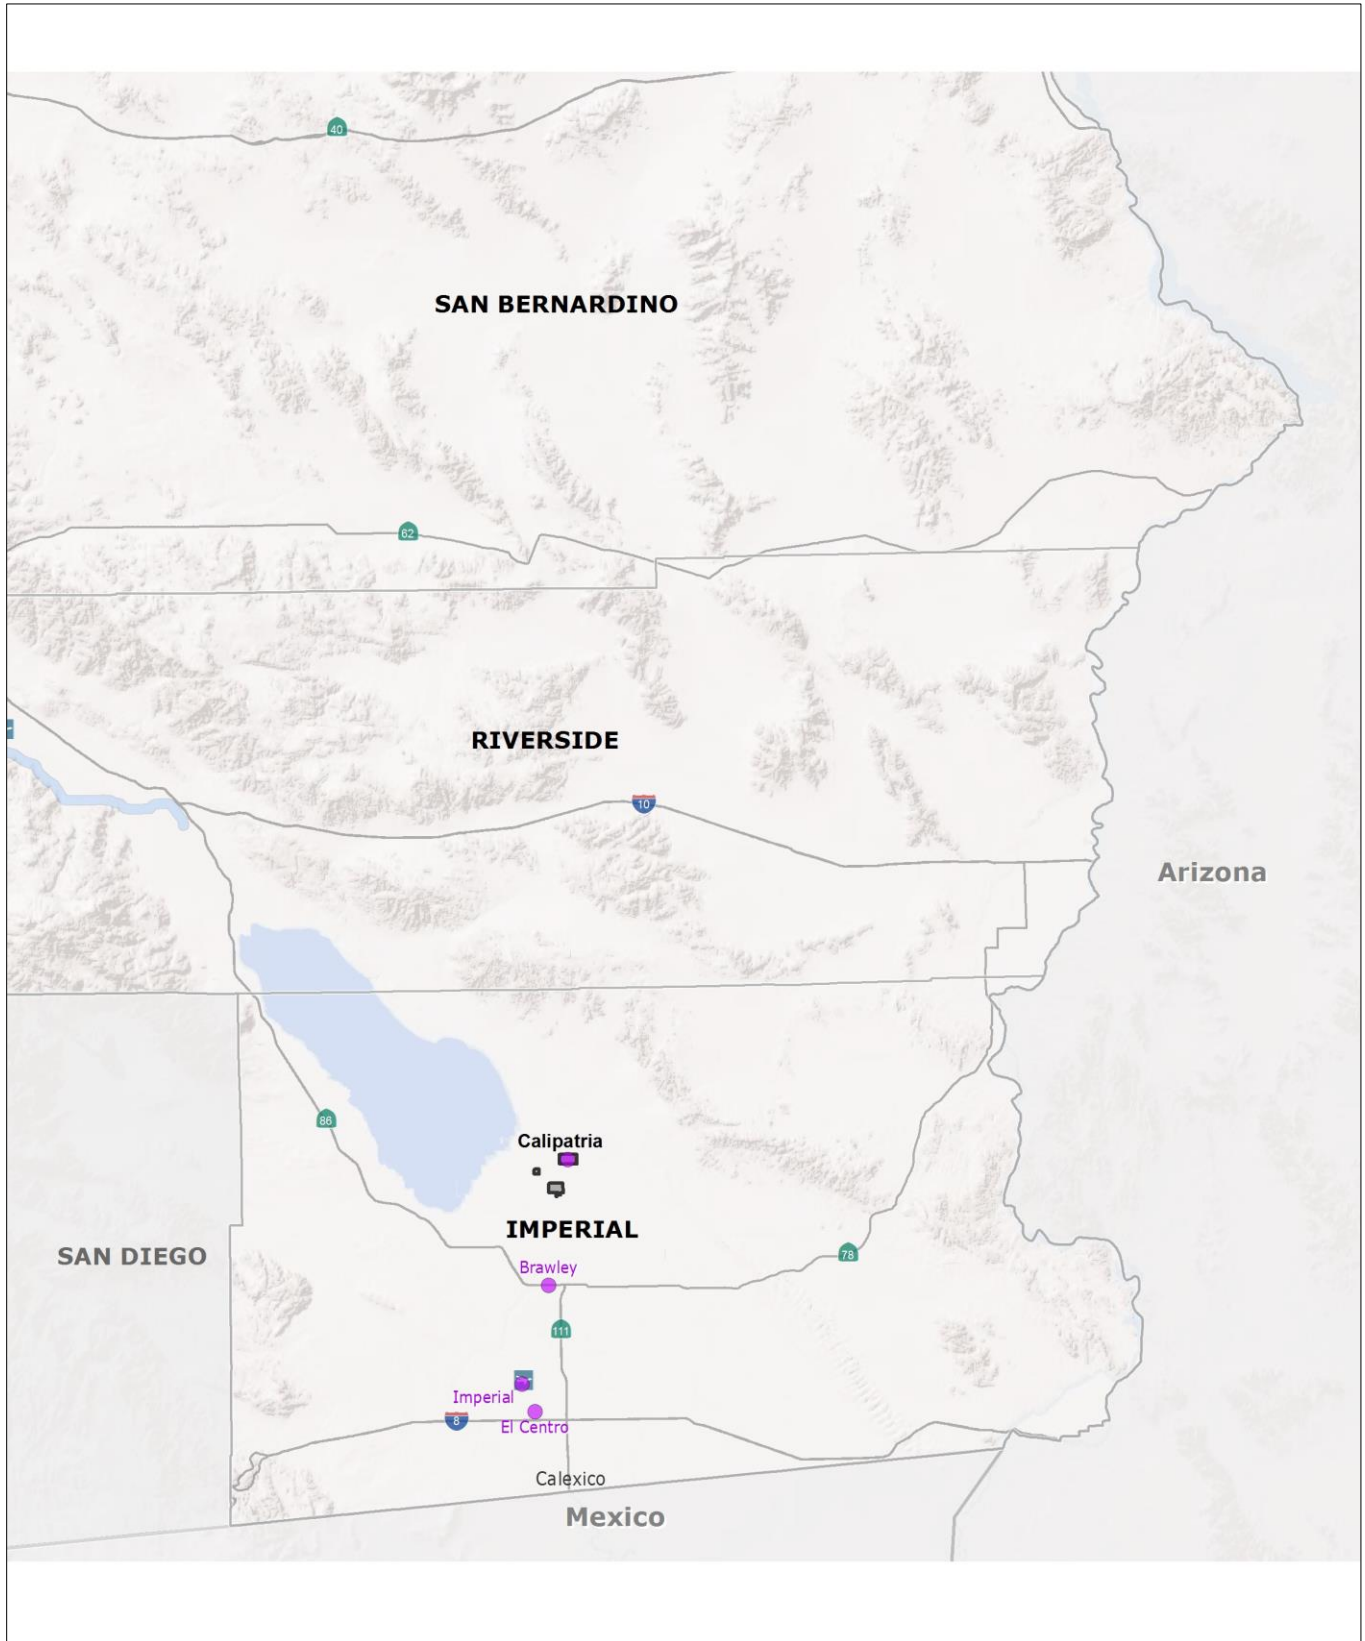 40
SAN BERNARDINO
62
RIVERSIDE
10
Arizona
86
Calipatria
IMPERIAL
SAN DIEGO
78
Brawley
111
Imperial
8
El Centro
Calexico
Mexico